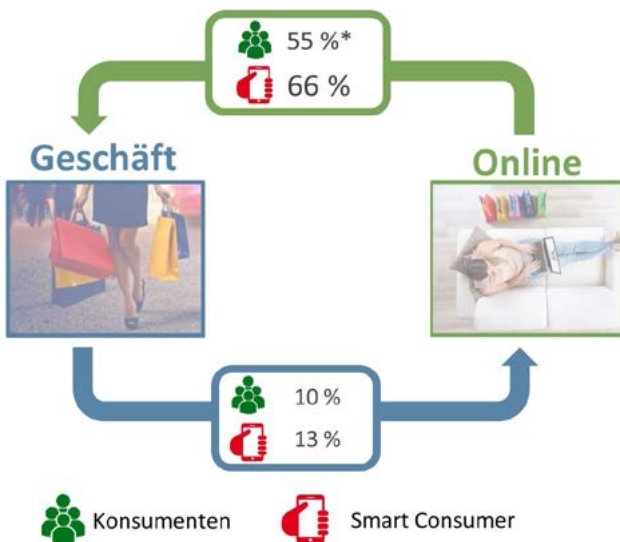 55 %*
66 %
Geschäft
Online
10 %
13 %
Konsumenten
Smart Consumer